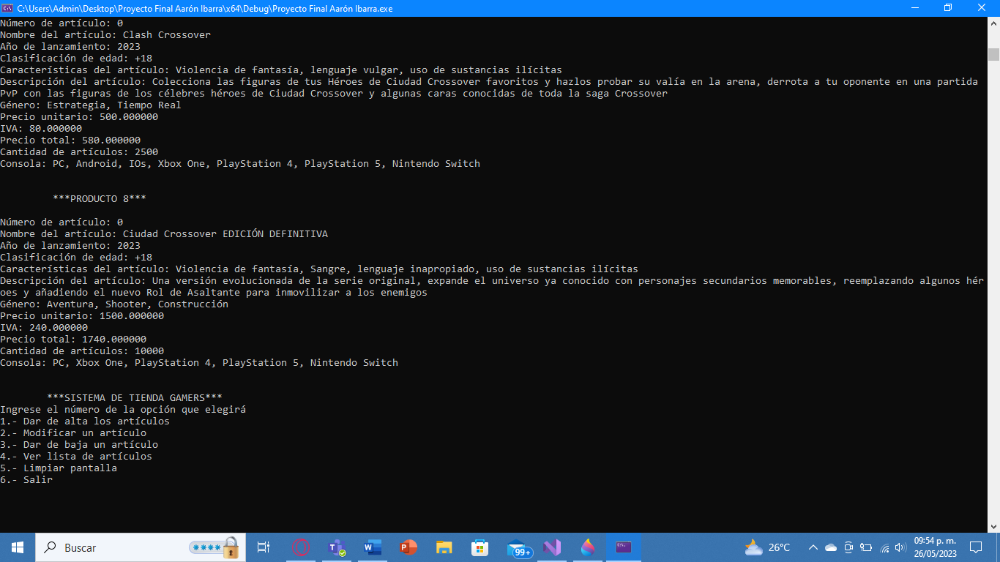 C:\Users\Admin\Desktop\Proyecto Final Aarón Ibarra\x64\Debug\Proyecto Final Aarón Ibarra.exe
Número de artículo: 0
Nombre del artículo: Clash Crossover
Año de lanzamiento: 2023
Clasificación de edad: +18
Características del artículo: Violencia de fantasía, lenguaje vulgar, uso de sustancias ilícitas
Descripción del artículo: Colecciona las figuras de tus Héroes de Ciudad Crossover favoritos y hazlos probar su valía en la arena, derrota a tu oponente en una partida
PvP con las figuras de los célebres héroes de Ciudad Crossover y algunas caras conocidas de toda la saga Crossover
Género: Estrategia, Tiempo Real
Precio unitario: 500.000000
IVA: 80.000000
Precio total: 580.000000
Cantidad de artículos: 2500
Consola: PC, Android, IOs, Xbox One, PlayStation 4, PlayStation 5, Nintendo Switch
***PRODUCTO 8***
Número de artículo: 0
Nombre del artículo: Ciudad Crossover EDICIÓN DEFINITIVA
Año de lanzamiento: 2023
Clasificación de edad: +18
Características del artículo: Violencia de fantasía, Sangre, lenguaje inapropiado, uso de sustancias ilícitas
Descripción del artículo: Una versión evolucionada de la serie original, expande el universo ya conocido con personajes secundarios memorables, reemplazando algunos hér
oes y añadiendo el nuevo Rol de Asaltante para inmovilizar a los enemigos
Género: Aventura, Shooter, Construcción
Precio unitario: 1500.000000
IVA: 240.000000
Precio total: 1740.000000
Cantidad de artículos: 10000
Consola: PC, Xbox One, PlayStation 4, PlayStation 5, Nintendo Switch
***SISTEMA DE TIENDA GAMERS***
Ingrese el número de la opción que elegirá
1.- Dar de alta los artículos
2.- Modificar un artículo
3.- Dar de baja un artículo
4.- Ver lista de artículos
5.- Limpiar pantalla
6.- Salir
Buscar
99+
26°C
09:54 p. m.
26/05/2023